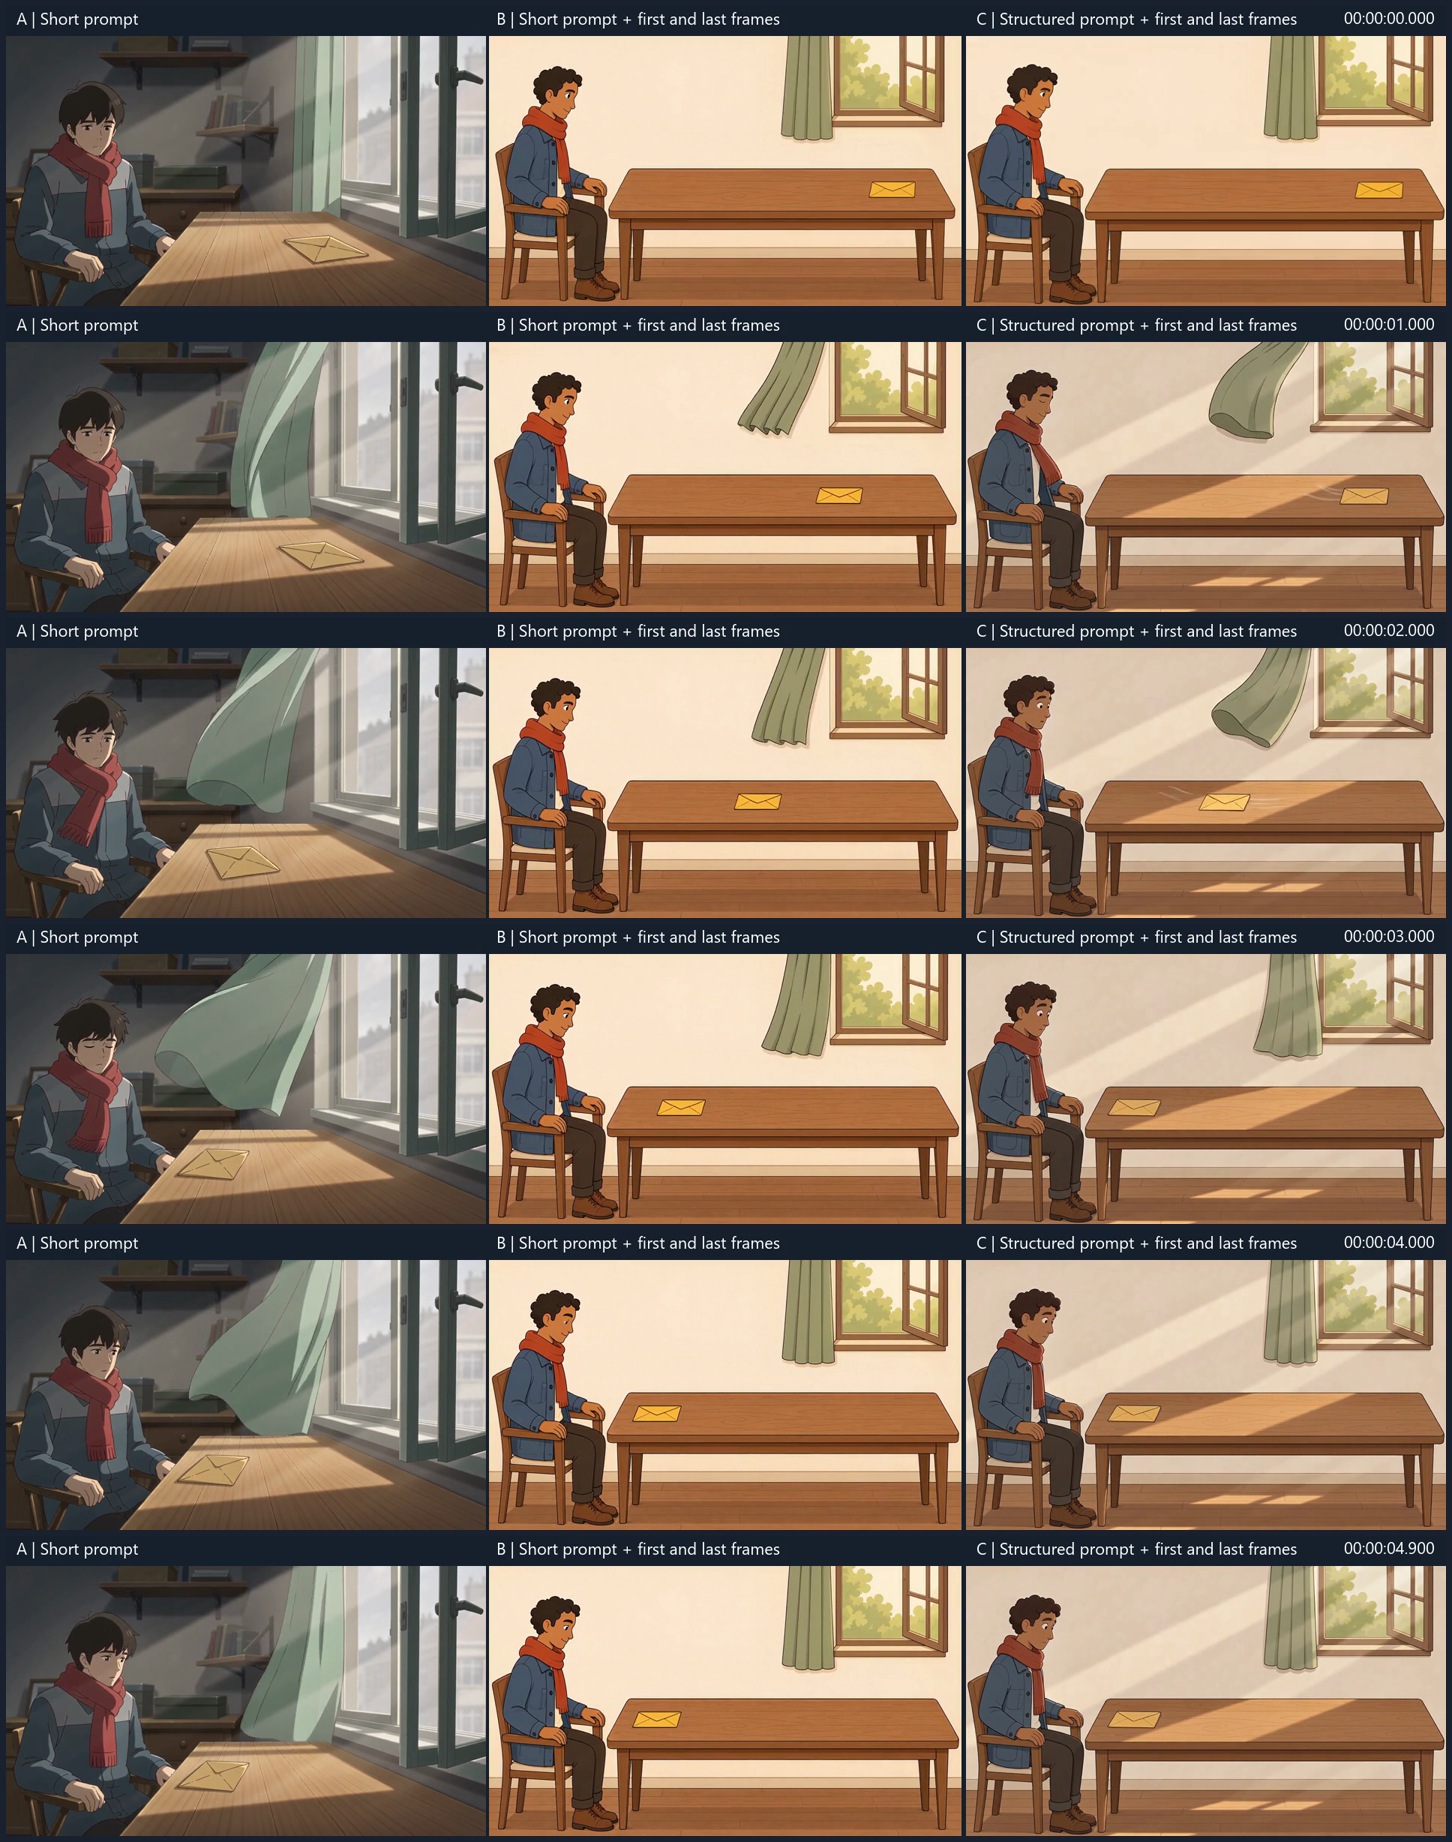 A | Short prompt
B | Short prompt + first and last frames
C | Structured prompt + first and last frames 00:00:00.000
A | Short prompt
B | Short prompt + first and last frames
C | Structured prompt + first and last frames 00:00:01.000
A | Short prompt
B | Short prompt + first and last frames
C | Structured prompt + first and last frames 00:00:02.000
A | Short prompt
B | Short prompt + first and last frames
C | Structured prompt + first and last frames 00:00:03.000
A | Short prompt
B | Short prompt + first and last frames
C | Structured prompt + first and last frames 00:00:04.000
A | Short prompt
B | Short prompt + first and last frames
C | Structured prompt + first and last frames 00:00:04.900